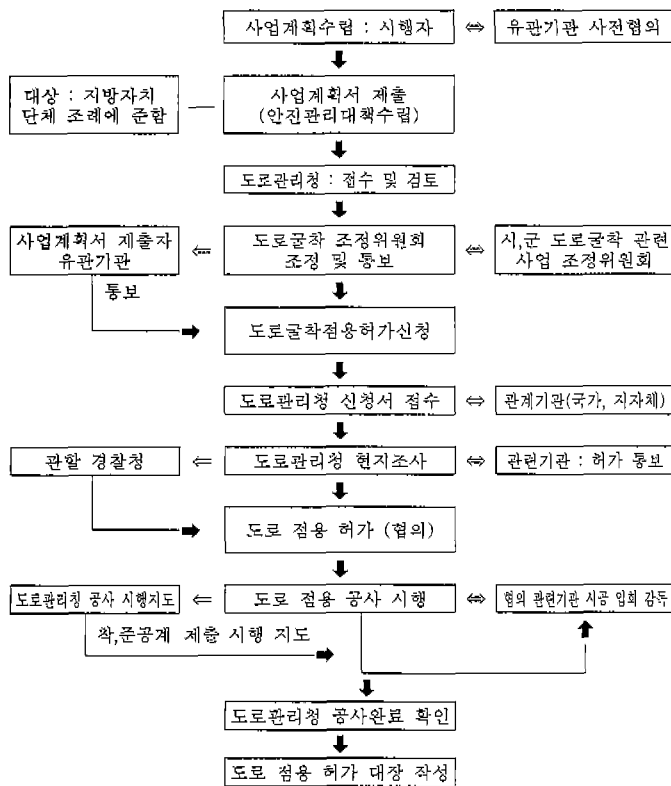 사업계획수립 : 시행자 ⇔ 유관기관 사전협의
대상 : 지방자치
단체 조례에 준함
사업계획서 제출
(안전관리대책수립)
도로관리청 : 접수 및 검토
사업계획서 제출자
유관기관
⇐
도로굴착 조정위원회
조정 및 통보
⇔
시,군 도로굴착 관련
사업 조정위원회
통보
도로굴착점용허가신청
도로관리청 신청서 접수 ⇔ 관계기관(국가, 지자체)
관할 경찰청 ⇐ 도로관리청 현지조사 ⇔ 관련기관 : 허가 통보
도로 점용 허가 (협의)
도로관리청 공사 시행지도 ⇐ 도로 점용 공사 시행 ⇔ 협의 관련기관 시공 입회 감독
착,준공계 제출 시행 지도
도로관리청 공사완료 확인
도로 점용 허가 대장 작성